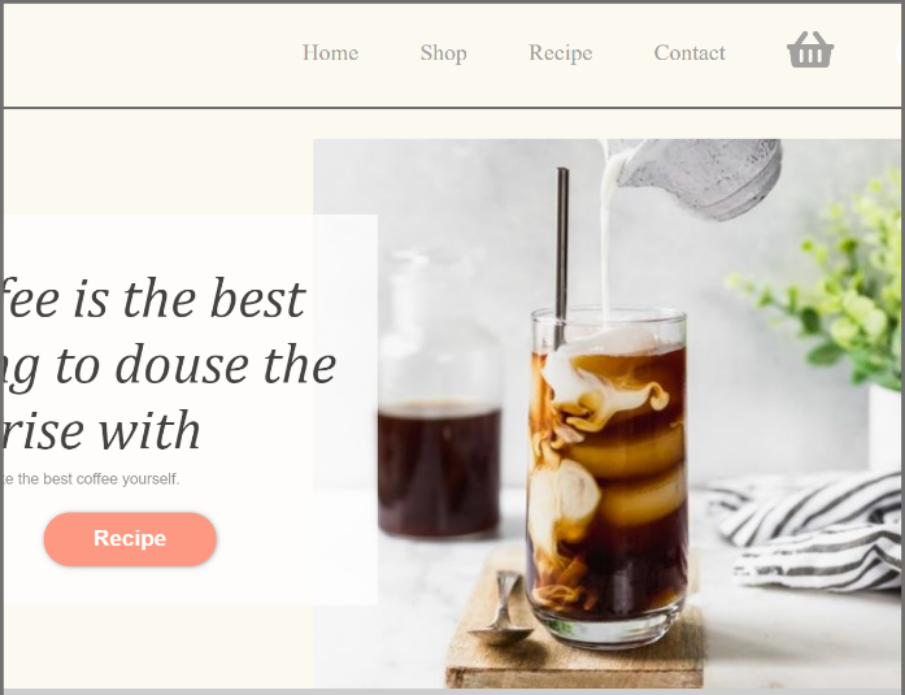 Home Shop Recipe Contact
fee is the best
ng to douse the
rise with
e the best coffee yourself.
Recipe